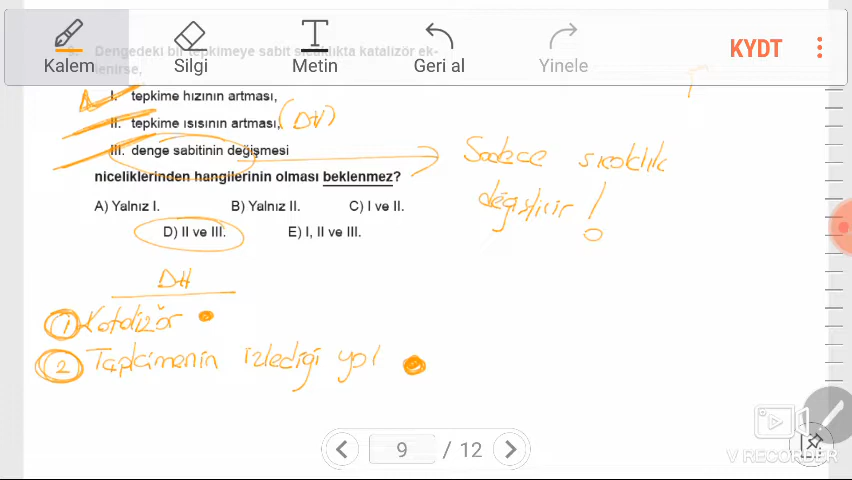 Kalem
Silgi
Metin
Geri al
Yinele
KYDT
Dengedeki bir tepkimeye sabit sıcaklıkta katalizör ek-
lenirse,
I. tepkime hızının artması,
II. tepkime ısısının artması, (ΔH)
III. denge sabitinin değişmesi
niceliklerinden hangilerinin olması beklenmez?
A) Yalnız I. B) Yalnız II. C) I ve II.
D) II ve III. E) I, II ve III.
Sadece sıcaklık
değiştirir !
ΔH
1 Katalizör
2 Tepkimenin izlediği yol
9 / 12
V RECORDER